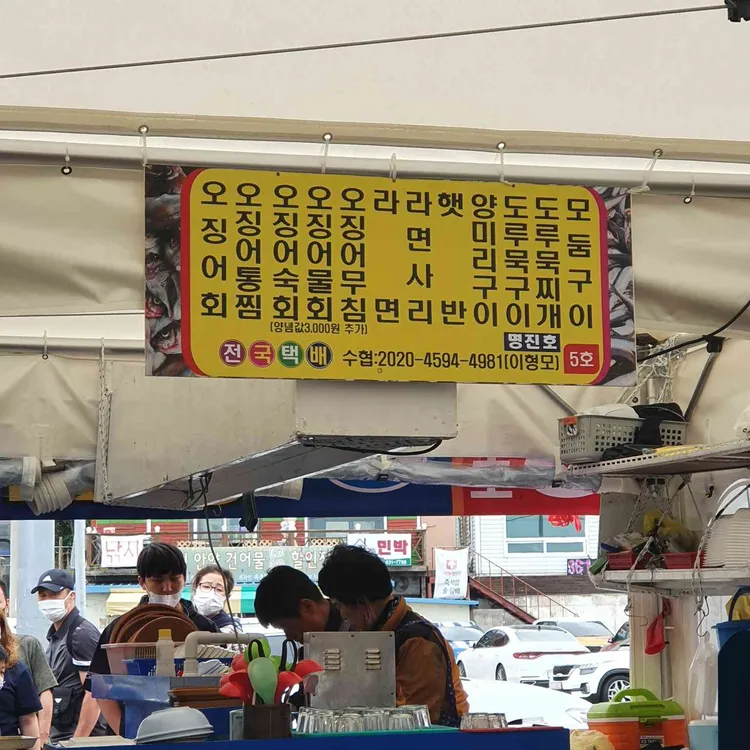 오징어회
오징어통찜
오징어숙회
오징어물회
오징어무침
라면
라면사리
햇반
양미리구이
도루묵구이
도루묵찌개
모둠구이
(양념값3,000원 추가)
전국택배
수협:2020-4594-4981(이형모)
명진호
5호
낚시
건어물
민박